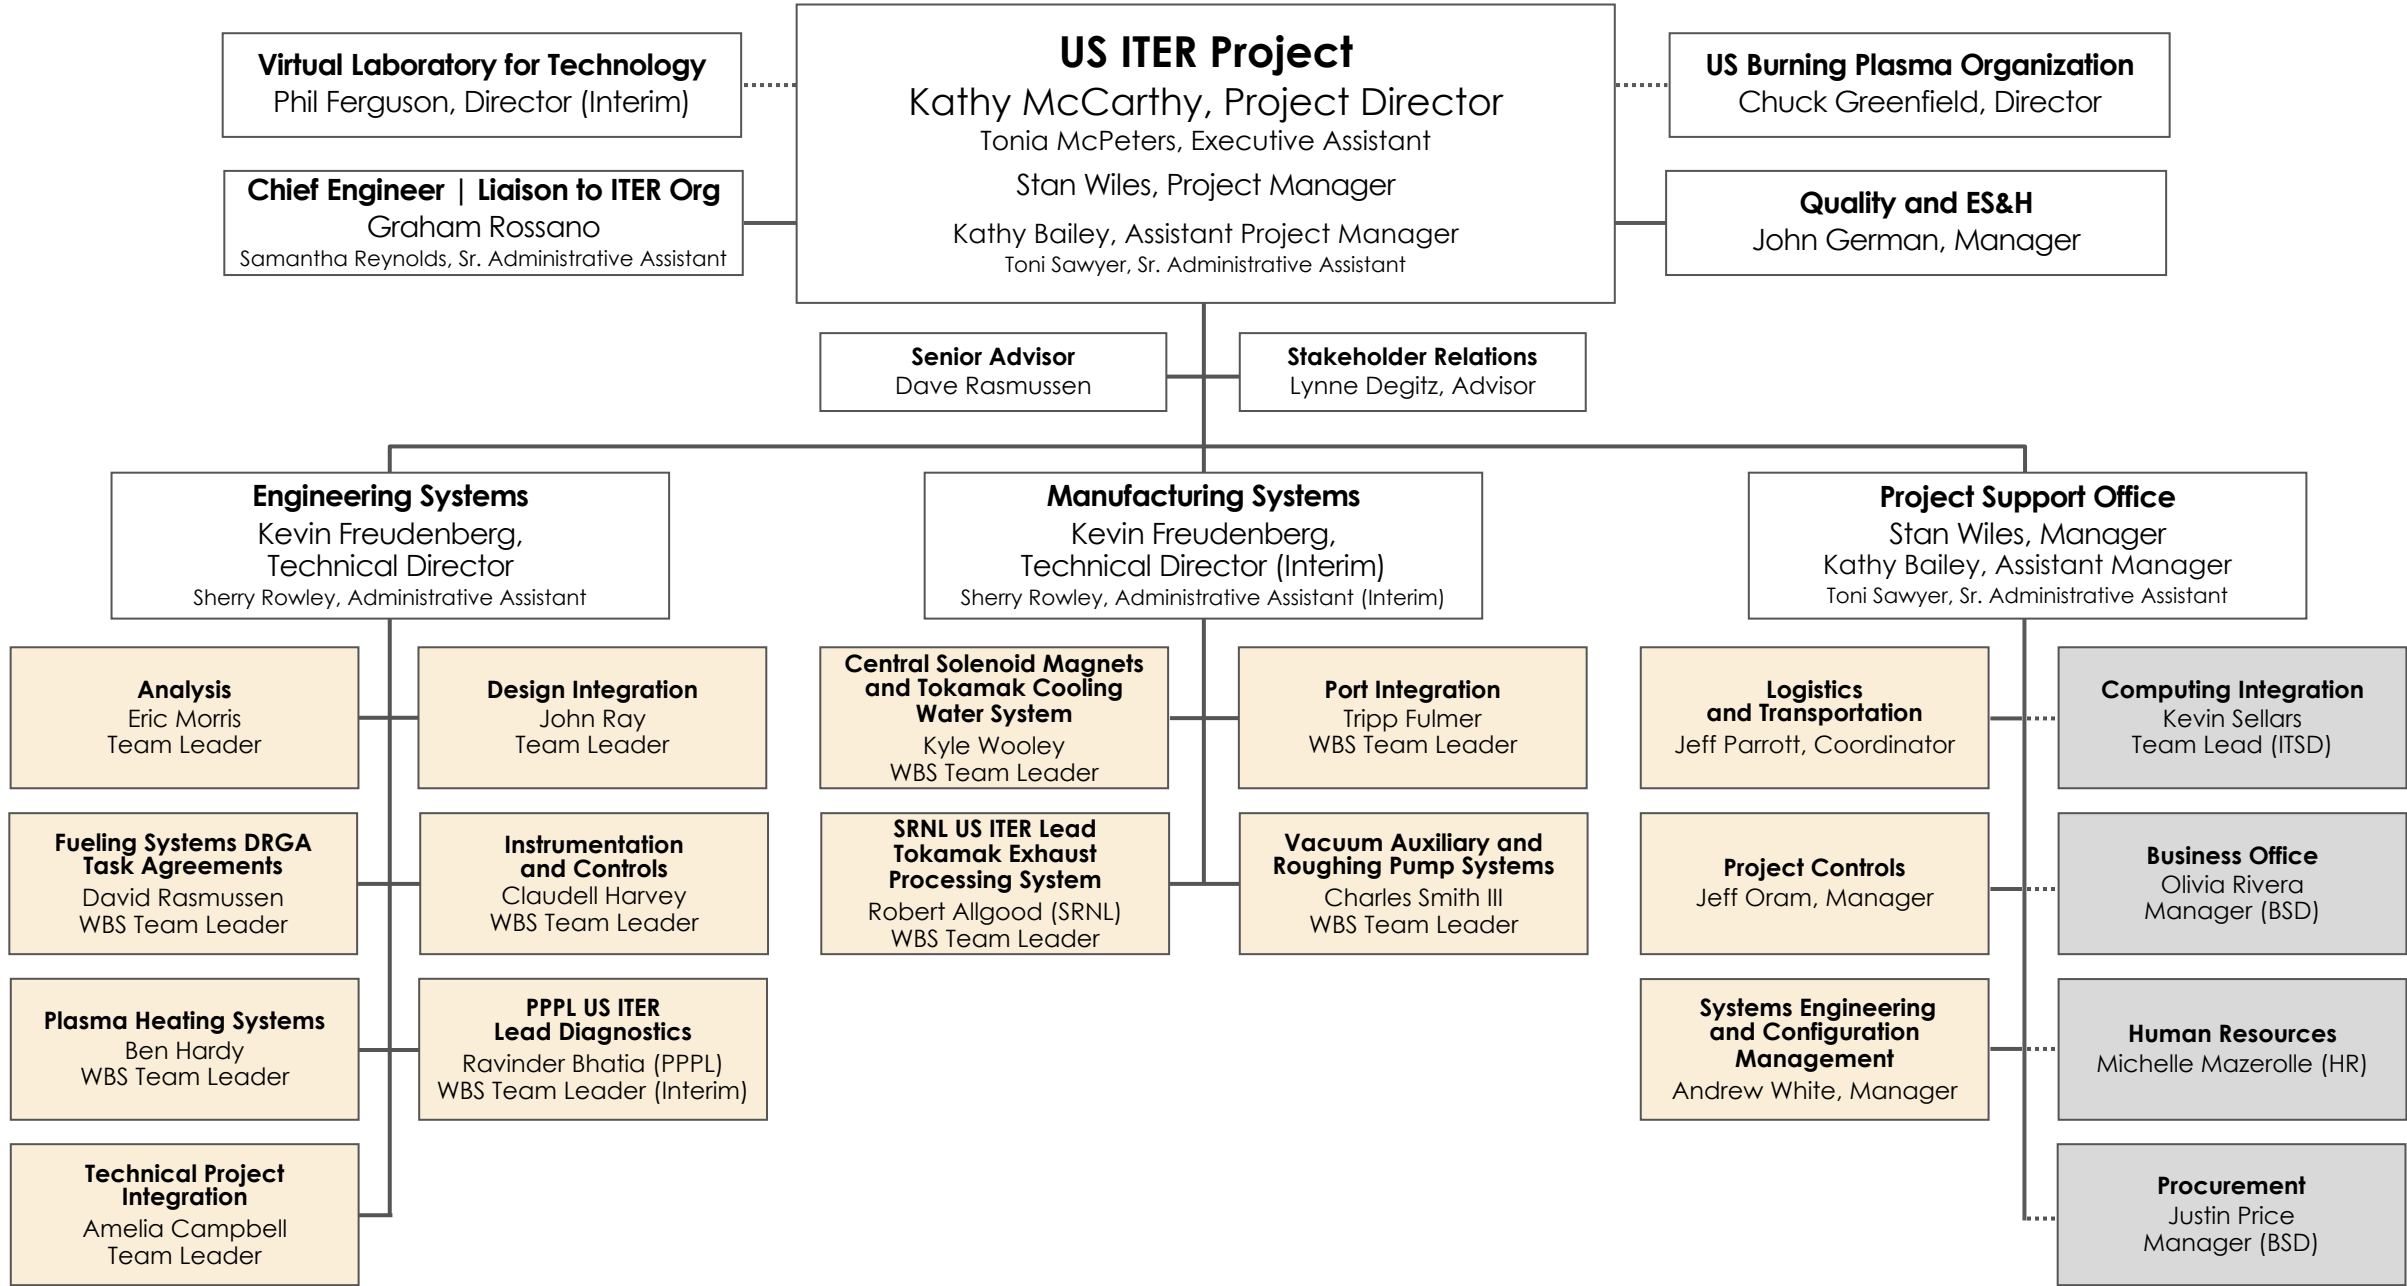 US ITER Project
Kathy McCarthy, Project Director
Tonia McPeters, Executive Assistant
Stan Wiles, Project Manager
Kathy Bailey, Assistant Project Manager
Toni Sawyer, Sr. Administrative Assistant
Virtual Laboratory for Technology
Phil Ferguson, Director (Interim)
US Burning Plasma Organization
Chuck Greenfield, Director
Chief Engineer | Liaison to ITER Org
Graham Rossano
Samantha Reynolds, Sr. Administrative Assistant
Quality and ES&H
John German, Manager
Senior Advisor
Dave Rasmussen
Stakeholder Relations
Lynne Degitz, Advisor
Engineering Systems
Kevin Freudenberg,
Technical Director
Sherry Rowley, Administrative Assistant
Manufacturing Systems
Kevin Freudenberg,
Technical Director (Interim)
Sherry Rowley, Administrative Assistant (Interim)
Project Support Office
Stan Wiles, Manager
Kathy Bailey, Assistant Manager
Toni Sawyer, Sr. Administrative Assistant
Analysis
Eric Morris
Team Leader
Design Integration
John Ray
Team Leader
Fueling Systems DRGA
Task Agreements
David Rasmussen
WBS Team Leader
Instrumentation
and Controls
Claudell Harvey
WBS Team Leader
Plasma Heating Systems
Ben Hardy
WBS Team Leader
PPPL US ITER
Lead Diagnostics
Ravinder Bhatia (PPPL)
WBS Team Leader (Interim)
Technical Project
Integration
Amelia Campbell
Team Leader
Central Solenoid Magnets
and Tokamak Cooling
Water System
Kyle Wooley
WBS Team Leader
Port Integration
Tripp Fulmer
WBS Team Leader
SRNL US ITER Lead
Tokamak Exhaust
Processing System
Robert Allgood (SRNL)
WBS Team Leader
Vacuum Auxiliary and
Roughing Pump Systems
Charles Smith III
WBS Team Leader
Logistics
and Transportation
Jeff Parrott, Coordinator
Computing Integration
Kevin Sellars
Team Lead (ITSD)
Project Controls
Jeff Oram, Manager
Business Office
Olivia Rivera
Manager (BSD)
Systems Engineering
and Configuration
Management
Andrew White, Manager
Human Resources
Michelle Mazerolle (HR)
Procurement
Justin Price
Manager (BSD)